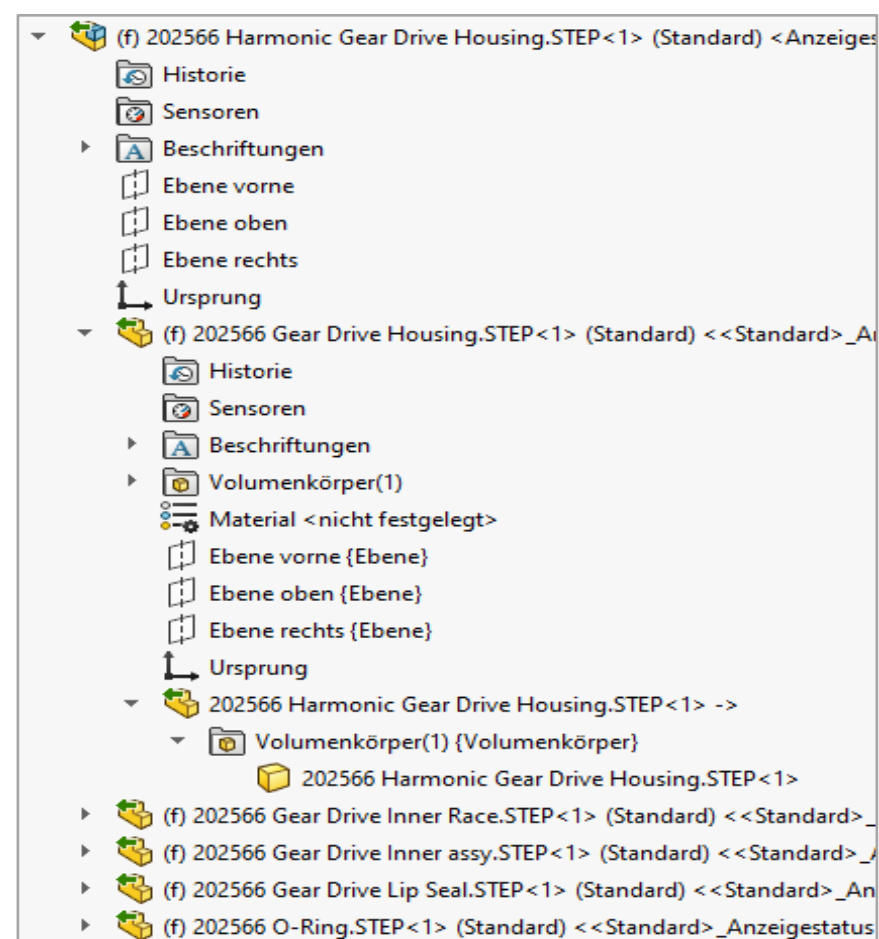 (f) 202566 Harmonic Gear Drive Housing.STEP<1> (Standard) <Anzeiges
Historie
Sensoren
Beschriftungen
Ebene vorne
Ebene oben
Ebene rechts
Ursprung
(f) 202566 Gear Drive Housing.STEP<1> (Standard) <<Standard>_An
Historie
Sensoren
Beschriftungen
Volumenkörper(1)
Material <nicht festgelegt>
Ebene vorne {Ebene}
Ebene oben {Ebene}
Ebene rechts {Ebene}
Ursprung
202566 Harmonic Gear Drive Housing.STEP<1> ->
Volumenkörper(1) {Volumenkörper}
202566 Harmonic Gear Drive Housing.STEP<1>
(f) 202566 Gear Drive Inner Race.STEP<1> (Standard) <<Standard>_
(f) 202566 Gear Drive Inner assy.STEP<1> (Standard) <<Standard>_A
(f) 202566 Gear Drive Lip Seal.STEP<1> (Standard) <<Standard>_An
(f) 202566 O-Ring.STEP<1> (Standard) <<Standard>_Anzeigestatus